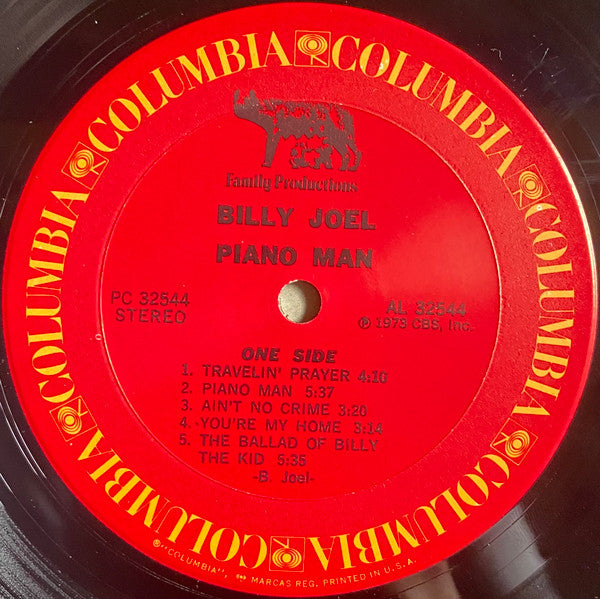 COLUMBIA COLUMBIA COLUMBIA COLUMBIA COLUMBIA COLUMBIA
Family Productions
BILLY JOEL
PIANO MAN
PC 32544
STEREO
AL 32544
℗ 1973 CBS, Inc.
ONE SIDE
1. TRAVELIN' PRAYER 4:10
2. PIANO MAN 5:37
3. AIN'T NO CRIME 3:20
4. YOU'RE MY HOME 3:14
5. THE BALLAD OF BILLY
THE KID 5:35
-B. Joel-
®"COLUMBIA", MARCAS REG. PRINTED IN U.S.A.